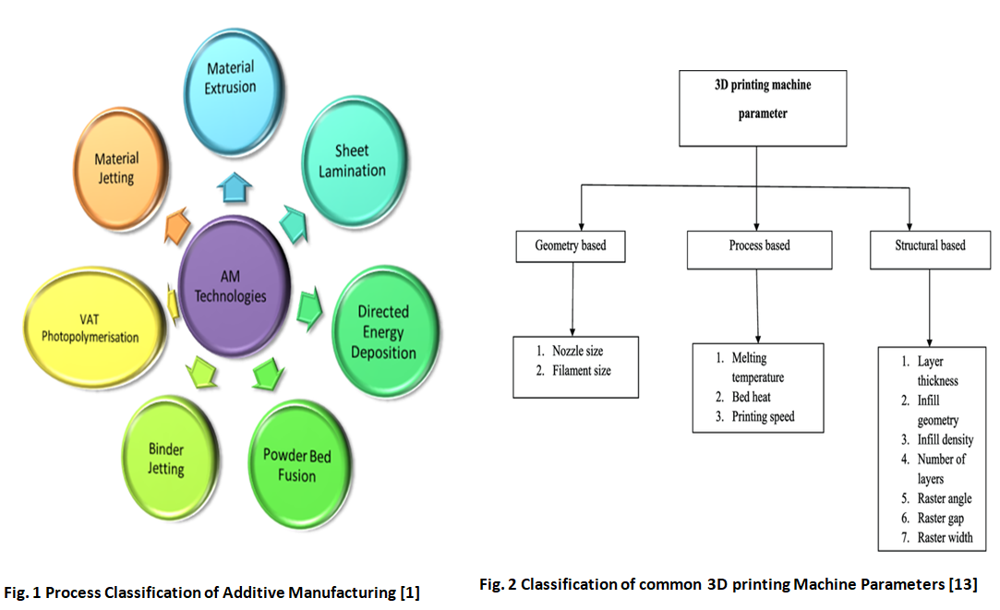 Material
Extrusion
Sheet
Lamination
Directed
Energy
Deposition
Powder Bed
Fusion
Binder
Jetting
VAT
Photopolymerisation
Material
Jetting
AM
Technologies
Fig. 1 Process Classification of Additive Manufacturing [1]
3D printing machine
parameter
Geometry based
Process based
Structural based
1. Nozzle size
2. Filament size
1. Melting
temperature
2. Bed heat
3. Printing speed
1. Layer
thickness
2. Infill
geometry
3. Infill density
4. Number of
layers
5. Raster angle
6. Raster gap
7. Raster width
Fig. 2 Classification of common 3D printing Machine Parameters [13]